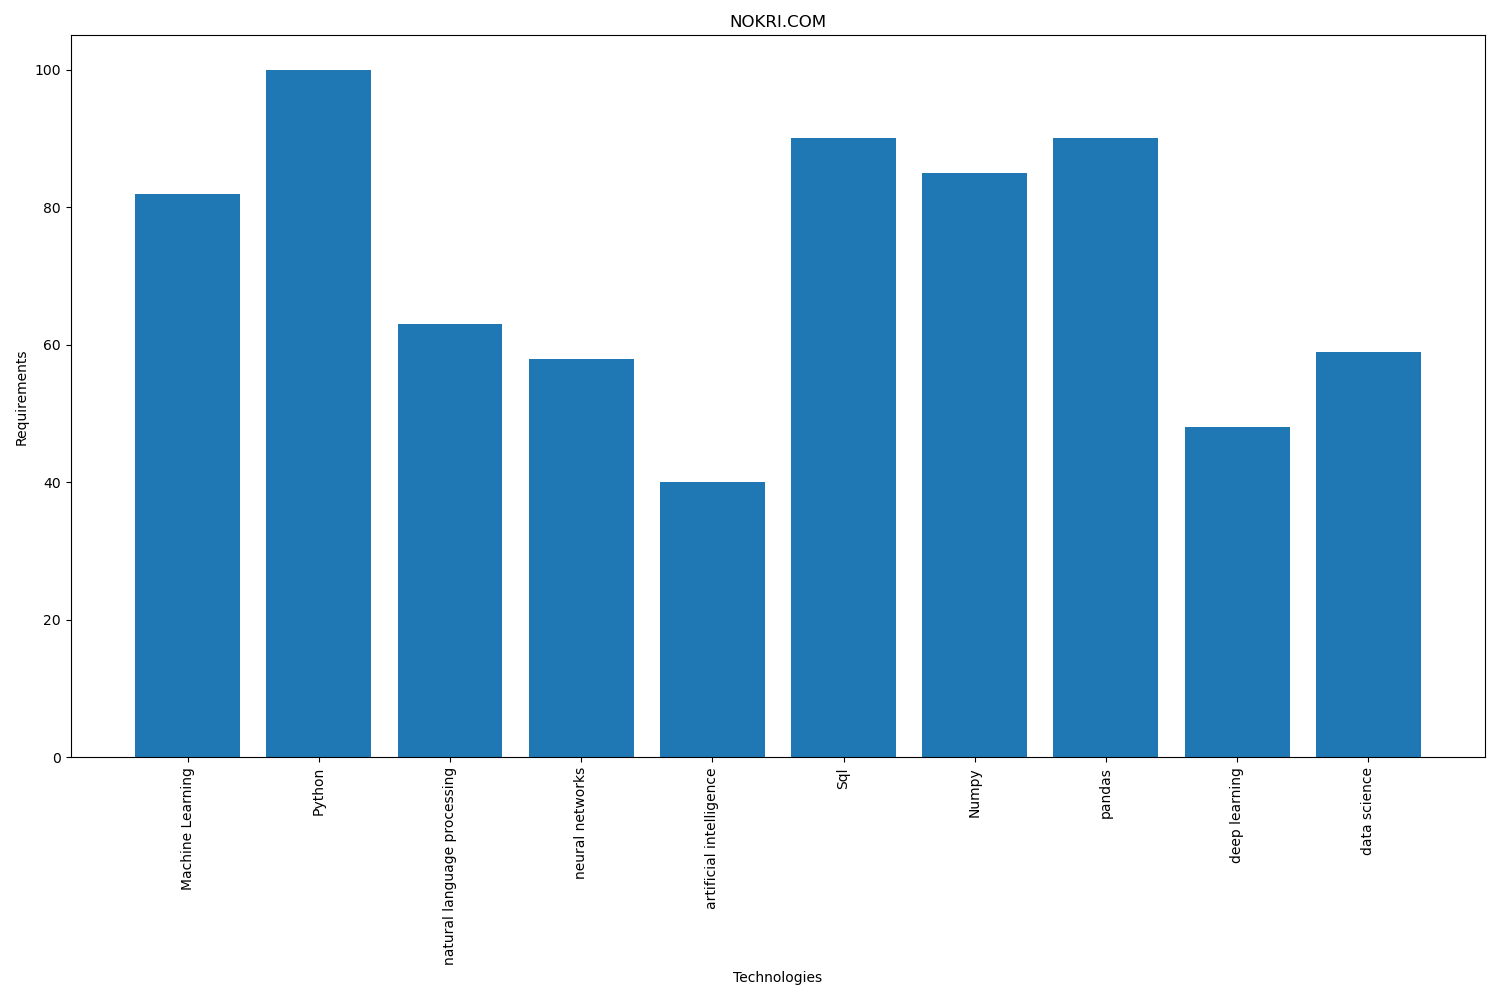 NOKRI.COM
Requirements
100
80
60
40
20
0
Machine Learning
Python
natural language processing
neural networks
artificial intelligence
Sql
Numpy
pandas
deep learning
data science
Technologies